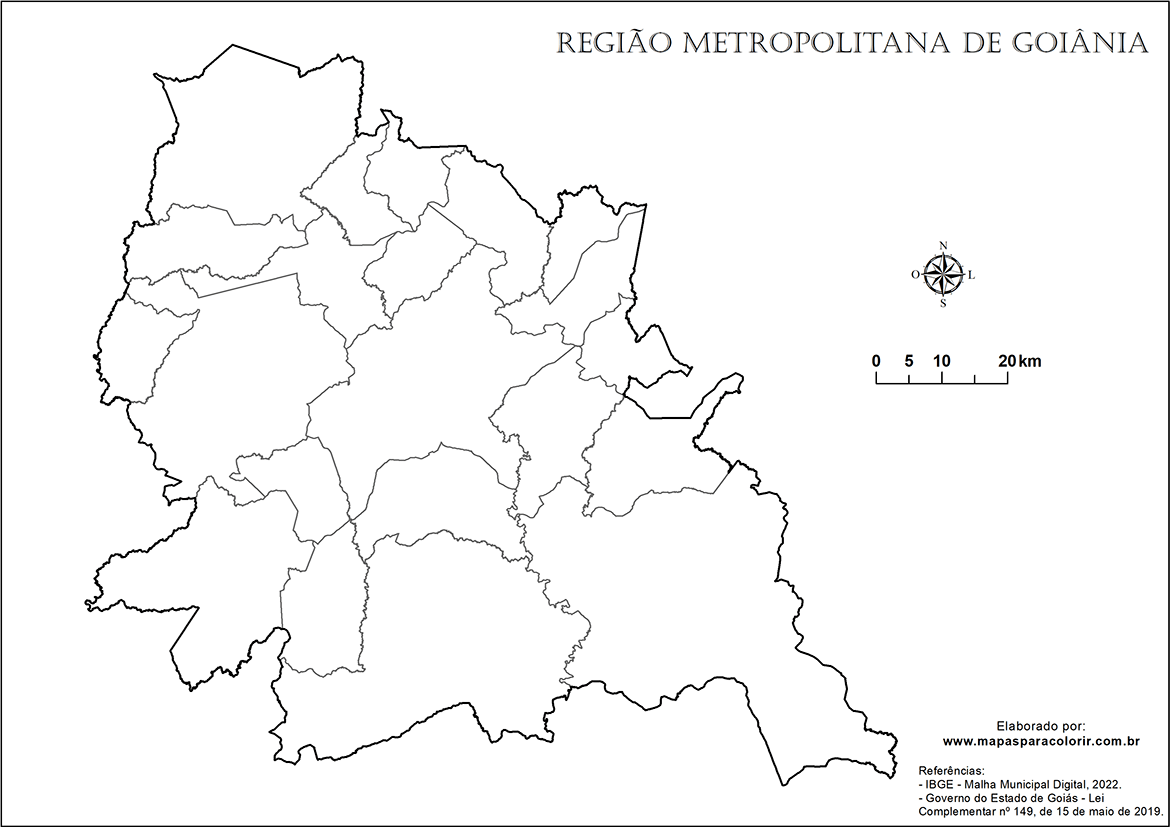 REGIÃO METROPOLITANA DE GOIÂNIA
N
O L
S
0 5 10 20 km
Elaborado por:
www.mapasparacolorir.com.br
Referências:
- IBGE - Malha Municipal Digital, 2022.
- Governo do Estado de Goiás - Lei
Complementar nº 149, de 15 de maio de 2019.